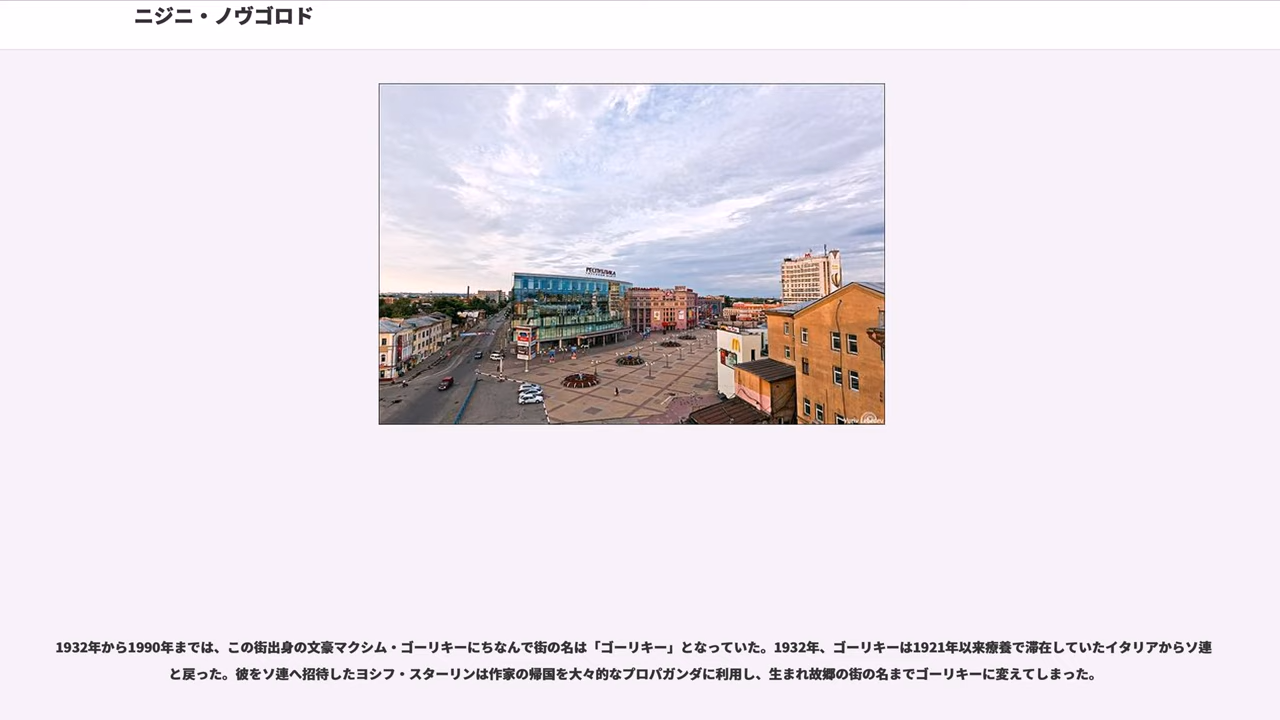 ニジニ・ノヴゴロド
РЕСПУБЛИКА
1932年から1990年までは、この街出身の文豪マクシム・ゴーリキーにちなんで街の名は「ゴーリキー」となっていた。1932年、ゴーリキーは1921年以来療養で滞在していたイタリアからソ連
と戻った。彼をソ連へ招待したヨシフ・スターリンは作家の帰国を大々的なプロパガンダに利用し、生まれ故郷の街の名までゴーリキーに変えてしまった。